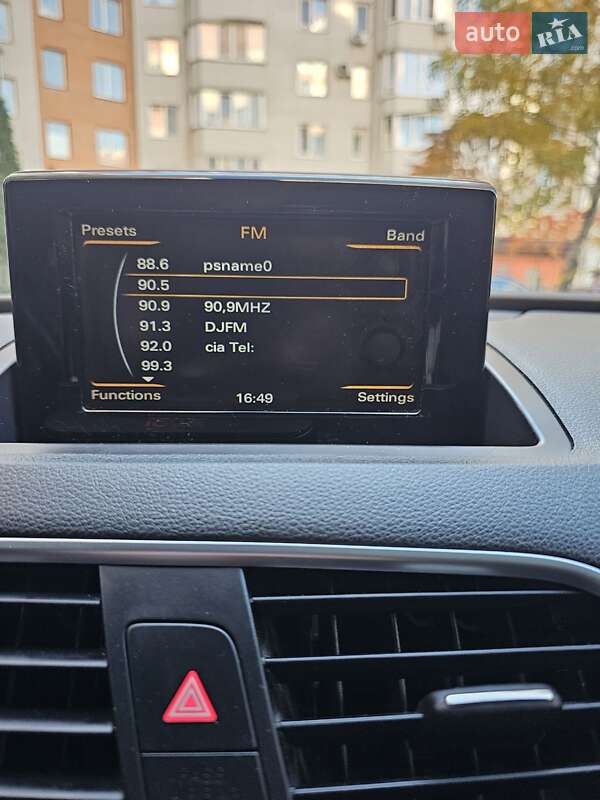 auto RIA .com
Presets FM Band
88.6 psname0
90.5
90.9 90,9MHZ
91.3 DJFM
92.0 cia Tel:
99.3
Functions 16:49 Settings